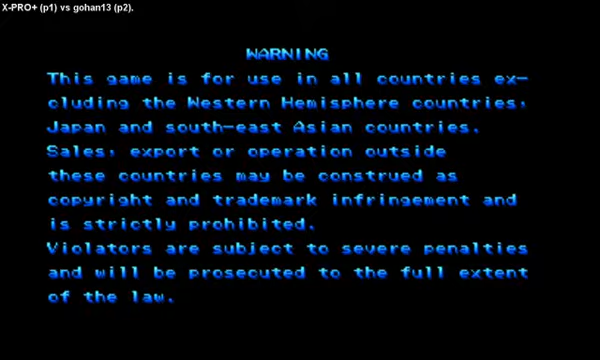 X-PRO+ (p1) vs gohan13 (p2).
WARNING
This game is for use in all countries ex-
cluding the Western Hemisphere countries,
Japan and south-east Asian countries.
Sales, export or operation outside
these countries may be construed as
copyright and trademark infringement and
is strictly prohibited.
Violators are subject to severe penalties
and will be prosecuted to the full extent
of the law.